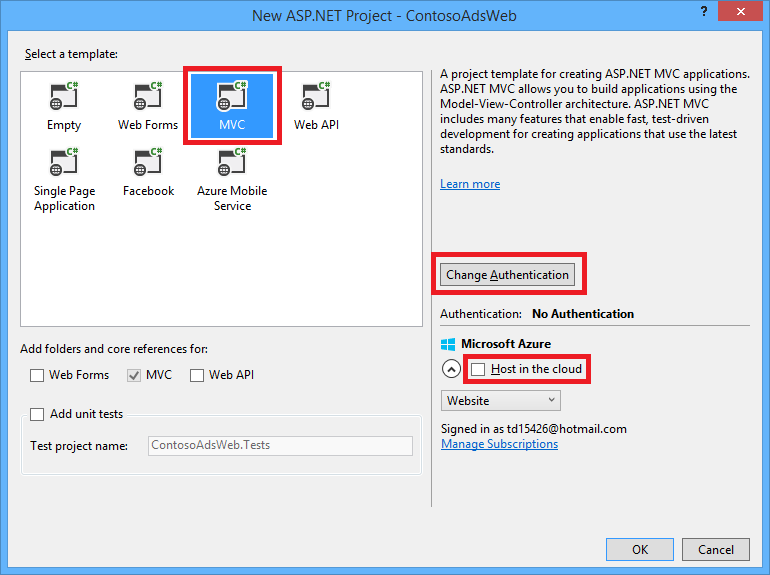 New ASP.NET Project - ContosoAdsWeb
?
Select a template:
C# C# C# C#
Empty Web Forms MVC Web API
C# C# C#
Single Page Application
Facebook
Azure Mobile Service
A project template for creating ASP.NET MVC applications.
ASP.NET MVC allows you to build applications using the
Model-View-Controller architecture. ASP.NET MVC
includes many features that enable fast, test-driven
development for creating applications that use the latest
standards.
Learn more
Change Authentication
Authentication: No Authentication
Microsoft Azure
Host in the cloud
Website
Signed in as td15426@hotmail.com
Manage Subscriptions
Add folders and core references for:
Web Forms MVC Web API
Add unit tests
Test project name: ContosoAdsWeb.Tests
OK Cancel